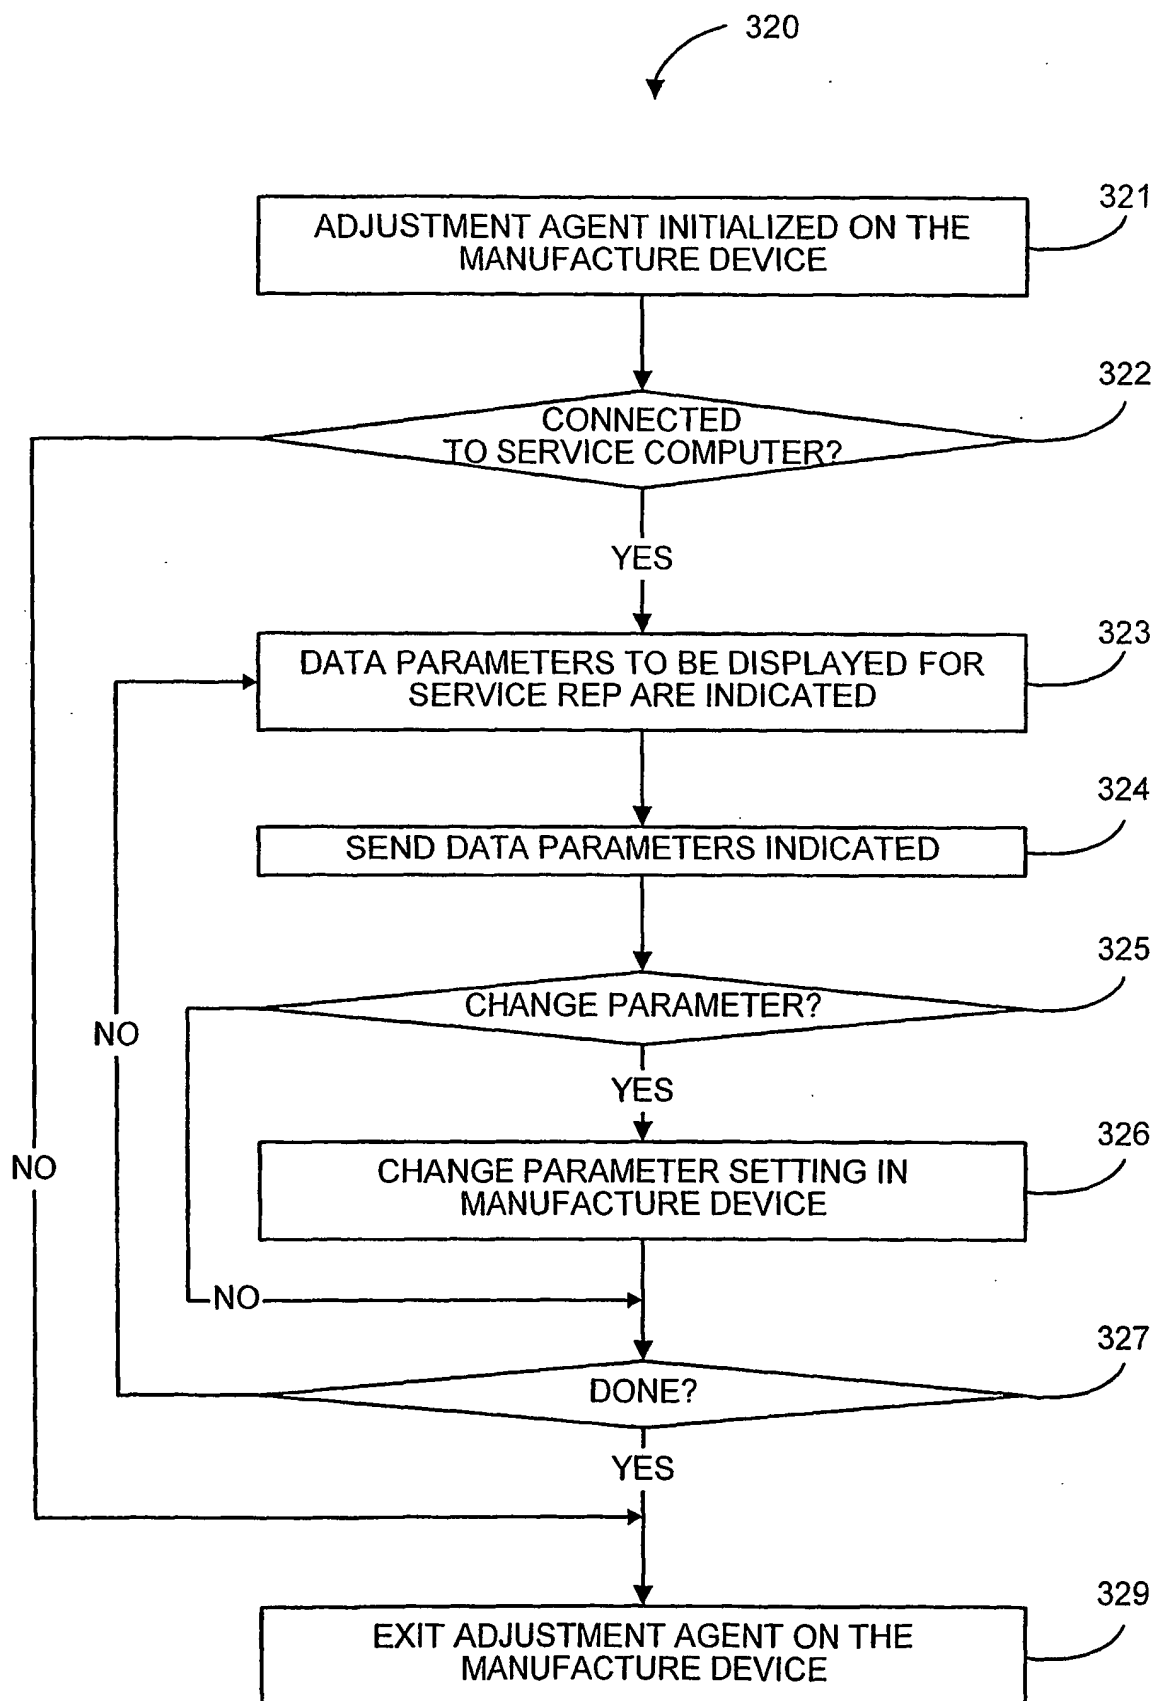 320
321
ADJUSTMENT AGENT INITIALIZED ON THE
MANUFACTURE DEVICE
322
CONNECTED
TO SERVICE COMPUTER?
YES
323
DATA PARAMETERS TO BE DISPLAYED FOR
SERVICE REP ARE INDICATED
324
SEND DATA PARAMETERS INDICATED
325
CHANGE PARAMETER?
NO
YES
326
NO
CHANGE PARAMETER SETTING IN
MANUFACTURE DEVICE
NO
327
DONE?
YES
329
EXIT ADJUSTMENT AGENT ON THE
MANUFACTURE DEVICE